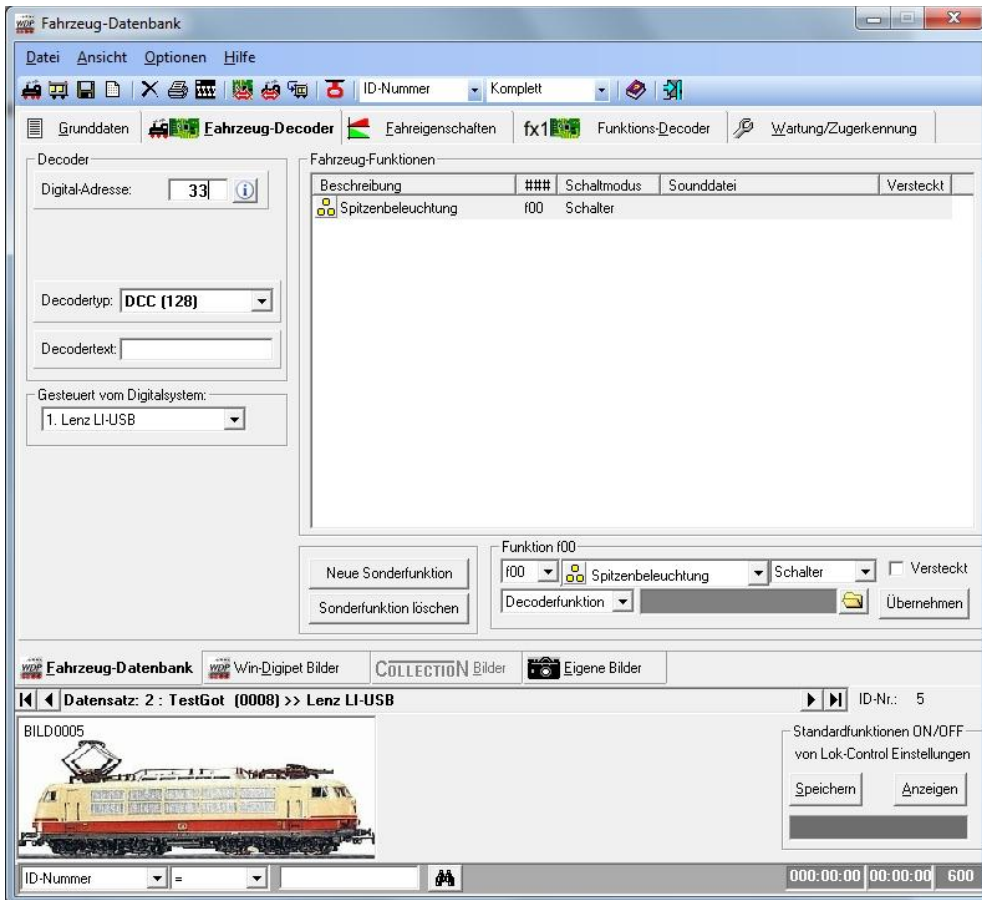 WDP Fahrzeug-Datenbank
Datei Ansicht Optionen Hilfe
ID-Nummer Komplett
Grunddaten Fahrzeug-Decoder Fahreigenschaften fx1 Funktions-Decoder Wartung/Zugerkennung
Decoder
Digital-Adresse: 33
Decodertyp: DCC (128)
Decodertext:
Gesteuert vom Digitalsystem:
1. Lenz LI-USB
Fahrzeug-Funktionen
Beschreibung ### Schaltmodus Sounddatei Versteckt
Spitzenbeleuchtung f00 Schalter
Neue Sonderfunktion
Sonderfunktion löschen
Funktion f00
f00 Spitzenbeleuchtung Schalter Versteckt
Decoderfunktion Übernehmen
WDP Fahrzeug-Datenbank WDP Win-Digipet Bilder COLLECTION Bilder Eigene Bilder
Datensatz: 2 : TestGot (0008) >> Lenz LI-USB ID-Nr.: 5
BILD0005
Standardfunktionen ON/OFF
von Lok-Control Einstellungen
Speichern Anzeigen
ID-Nummer = 000:00:00 00:00:00 600